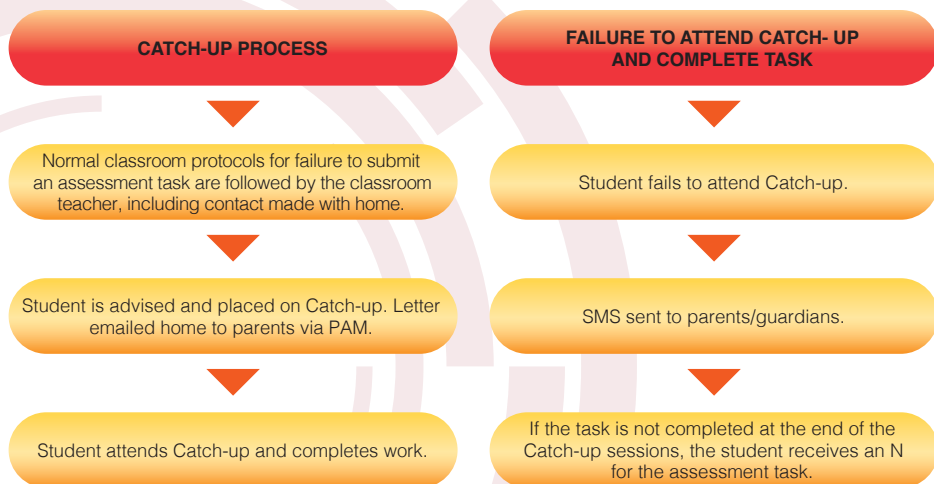 CATCH-UP PROCESS
Normal classroom protocols for failure to submit
an assessment task are followed by the classroom
teacher, including contact made with home.
Student is advised and placed on Catch-up. Letter
emailed home to parents via PAM.
Student attends Catch-up and completes work.
FAILURE TO ATTEND CATCH- UP
AND COMPLETE TASK
Student fails to attend Catch-up.
SMS sent to parents/guardians.
If the task is not completed at the end of the
Catch-up sessions, the student receives an N
for the assessment task.